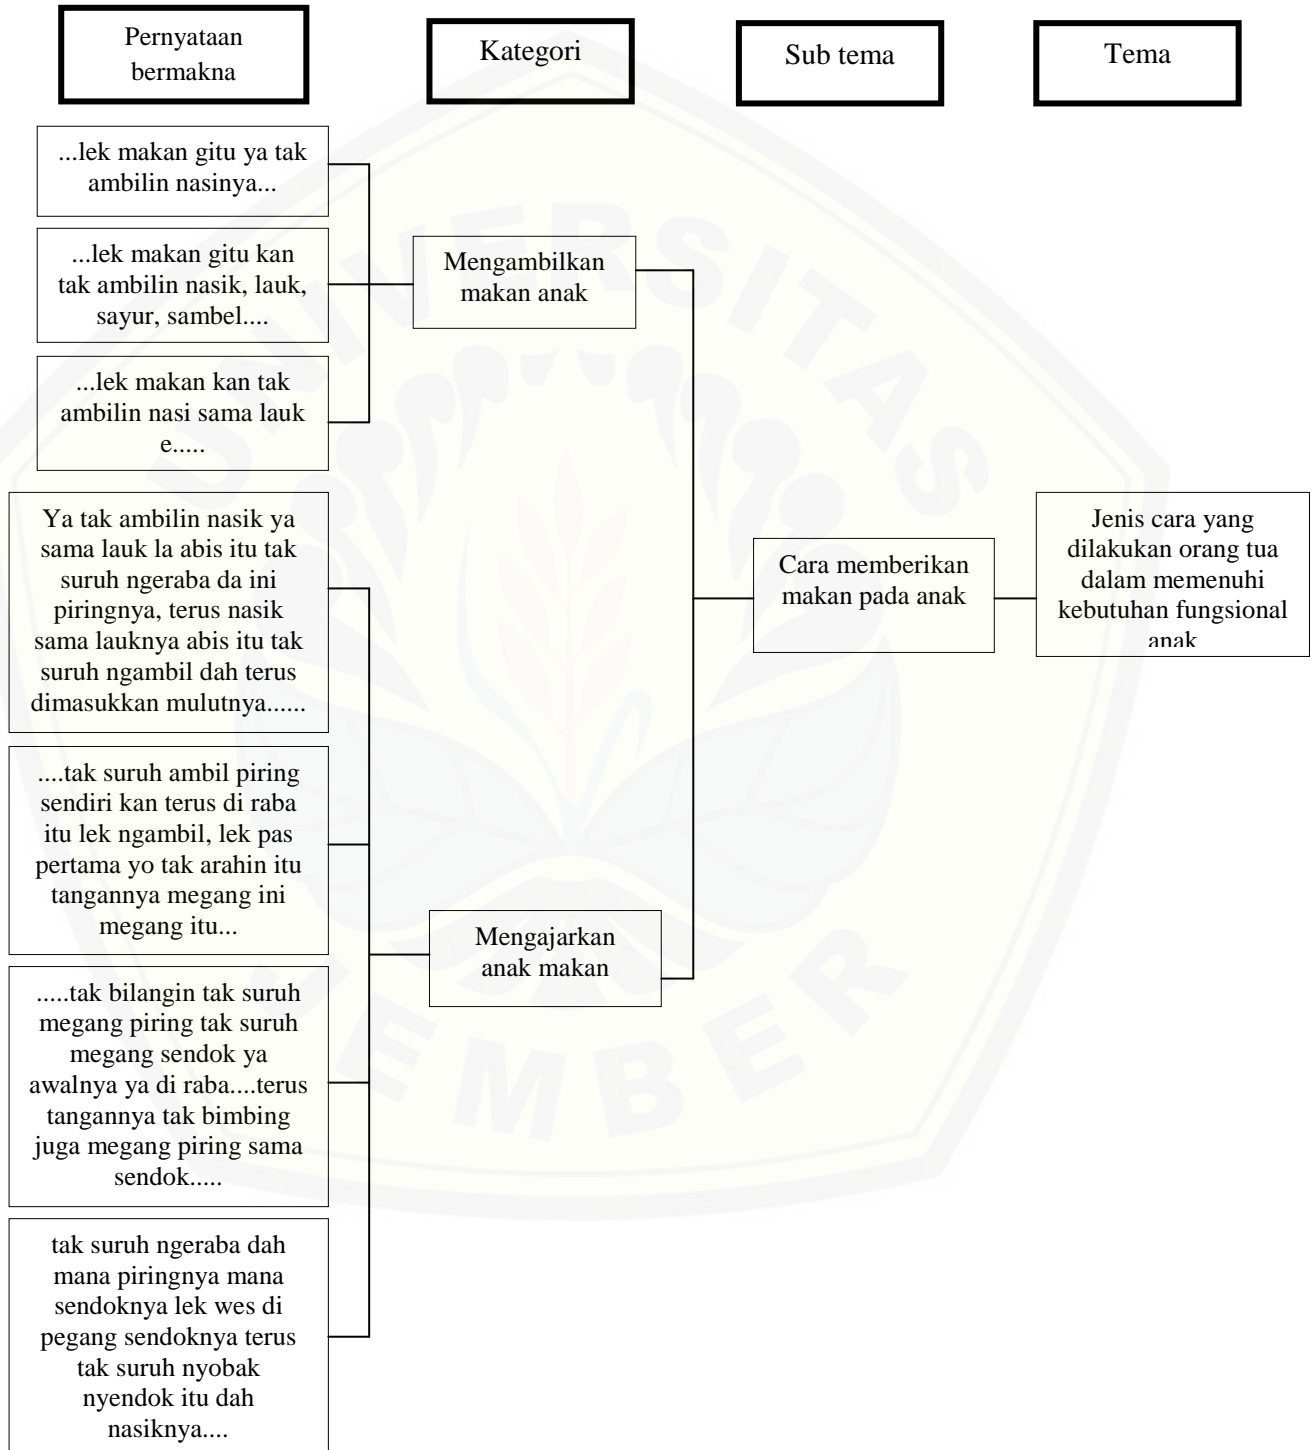 Pernyataan
bermakna
Kategori
Sub tema
Tema
...lek makan gitu ya tak
ambilin nasinya...
...lek makan gitu kan
tak ambilin nasik, lauk,
sayur, sambel....
...lek makan kan tak
ambilin nasi sama lauk
e.....
Mengambilkan
makan anak
Ya tak ambilin nasik ya
sama lauk la abis itu tak
suruh ngeraba da ini
piringnya, terus nasik
sama lauknya abis itu tak
suruh ngambil dah terus
dimasukkan mulutnya......
....tak suruh ambil piring
sendiri kan terus di raba
itu lek ngambil, lek pas
pertama yo tak arahin itu
tangannya megang ini
megang itu...
.....tak bilangin tak suruh
megang piring tak suruh
megang sendok ya
awalnya ya di raba....terus
tangannya tak bimbing
juga megang piring sama
sendok.....
tak suruh ngeraba dah
mana piringnya mana
sendoknya lek wes di
pegang sendoknya terus
tak suruh nyobak
nyendok itu dah
nasiknya....
Mengajarkan
anak makan
Cara memberikan
makan pada anak
Jenis cara yang
dilakukan orang tua
dalam memenuhi
kebutuhan fungsional
anak
UNIVERSITAS
JEMBER